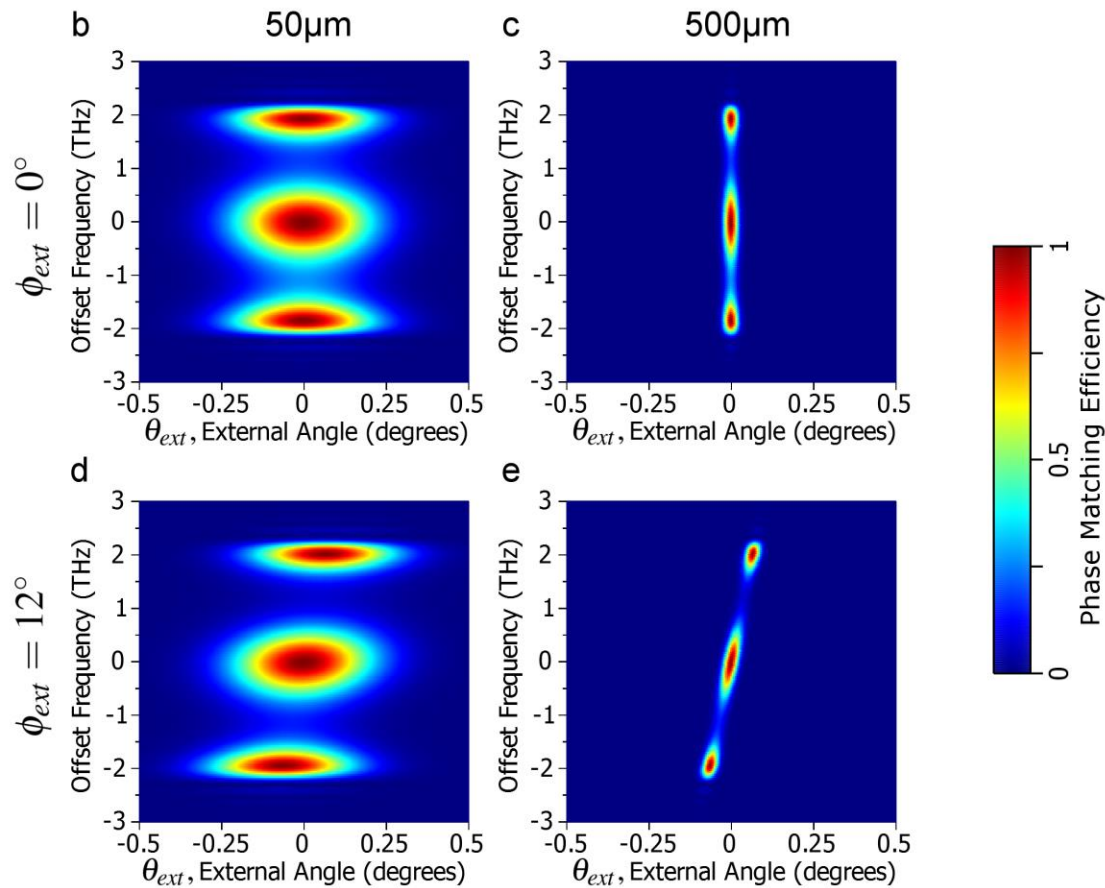 b 50µm c 500µm
ϕext = 0°
Offset Frequency (THz)
3
2
1
0
-1
-2
-3
-0.5 -0.25 0 0.25 0.5
θext, External Angle (degrees)
Offset Frequency (THz)
3
2
1
0
-1
-2
-3
-0.5 -0.25 0 0.25 0.5
θext, External Angle (degrees)
d e
ϕext = 12°
Offset Frequency (THz)
3
2
1
0
-1
-2
-3
-0.5 -0.25 0 0.25 0.5
θext, External Angle (degrees)
Offset Frequency (THz)
3
2
1
0
-1
-2
-3
-0.5 -0.25 0 0.25 0.5
θext, External Angle (degrees)
1
0.5
0
Phase Matching Efficiency